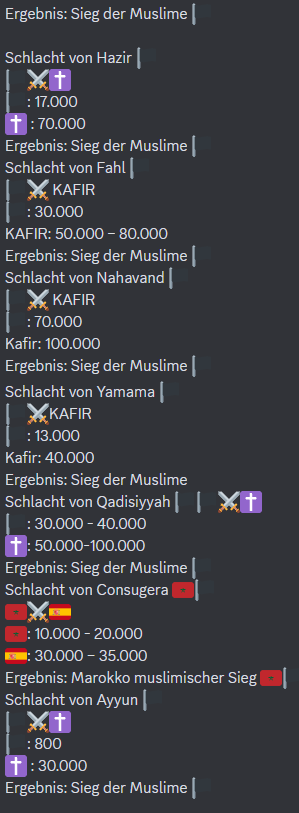 Ergebnis: Sieg der Muslime 🏴
Schlacht von Hazir 🏴
🏴⚔️✝️
🏴: 17.000
✝️ : 70.000
Ergebnis: Sieg der Muslime 🏴
Schlacht von Fahl 🏴
🏴⚔️ KAFIR
🏴: 30.000
KAFIR: 50.000 – 80.000
Ergebnis: Sieg der Muslime 🏴
Schlacht von Nahavand 🏴
🏴⚔️ KAFIR
🏴: 70.000
Kafir: 100.000
Ergebnis: Sieg der Muslime 🏴
Schlacht von Yamama 🏴
🏴⚔️KAFIR
🏴: 13.000
Kafir: 40.000
Ergebnis: Sieg der Muslime
Schlacht von Qadisiyyah 🏴🏴⚔️✝️
🏴: 30.000 - 40.000
✝️: 50.000-100.000
Ergebnis: Sieg der Muslime 🏴
Schlacht von Consugera 🇲🇦🏴
🇲🇦⚔️🇪🇸
🇲🇦: 10.000 - 20.000
🇪🇸: 30.000 – 35.000
Ergebnis: Marokko muslimischer Sieg 🇲🇦🏴
Schlacht von Ayyun 🏴
🏴⚔️✝️
🏴: 800
✝️ : 30.000
Ergebnis: Sieg der Muslime 🏴